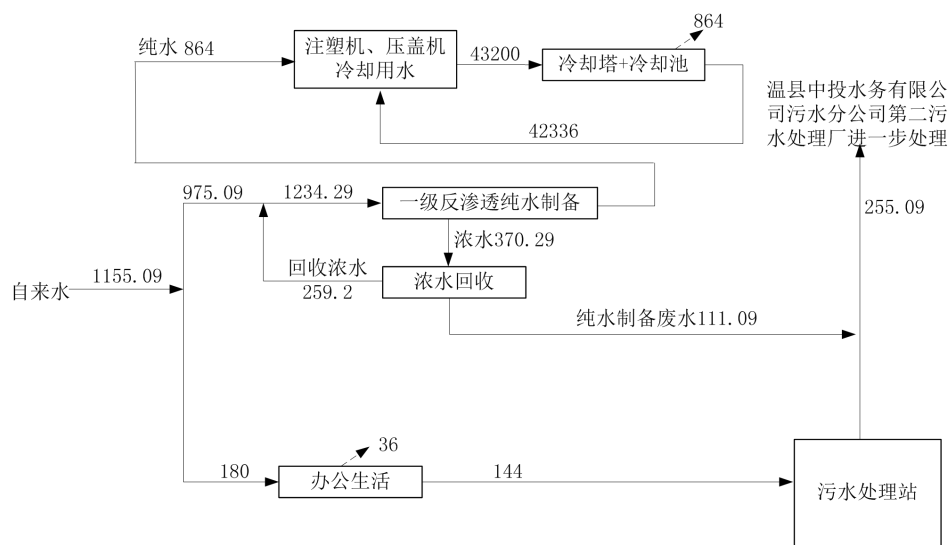 864
纯水 864
注塑机、压盖机
冷却用水
43200
冷却塔+冷却池
42336
温县中投水务有限公
司污水分公司第二污
水处理厂进一步处理
975.09
1234.29
一级反渗透纯水制备
255.09
浓水370.29
回收浓水
259.2
浓水回收
1155.09
自来水
纯水制备废水111.09
36
180
办公生活
144
污水处理站